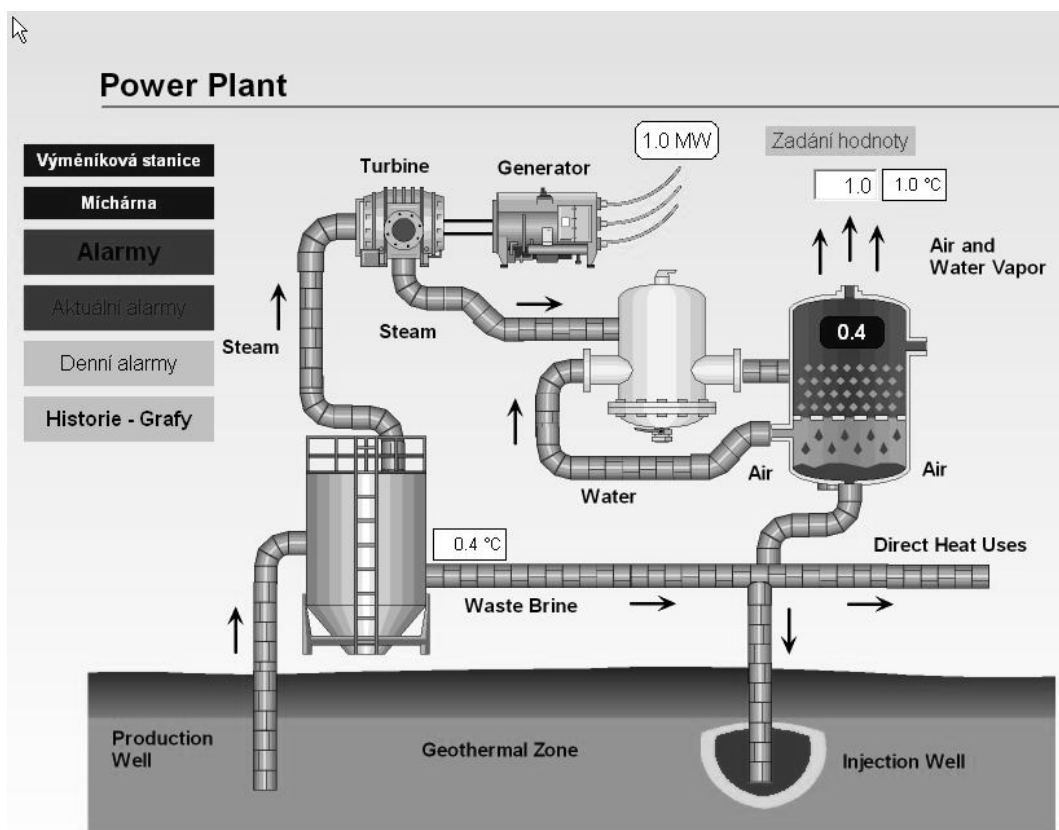 Power Plant
Výměníková stanice
Míchárna
Alarmy
Aktuální alarmy
Denní alarmy
Historie - Grafy
Turbine
Generator
1.0 MW
Zadání hodnoty
1.0
1.0 °C
Air and
Water Vapor
Steam
Steam
0.4
Water
Air
Air
0.4 °C
Direct Heat Uses
Waste Brine
Production
Well
Geothermal Zone
Injection Well